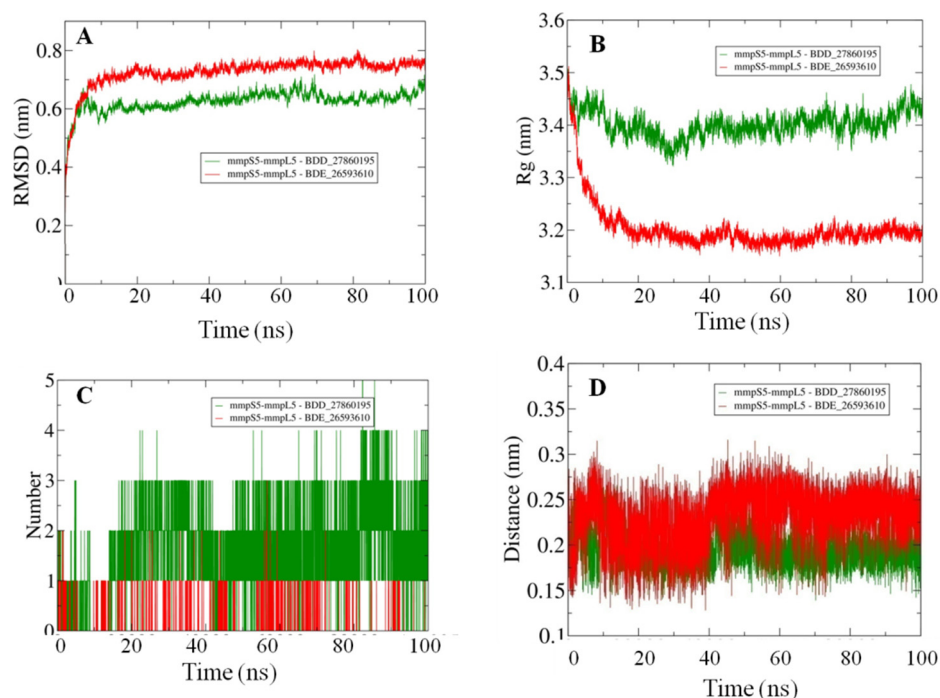 A
0.8
0.6
0.4
0.2
RMSD (nm)
mmpS5-mmpL5 - BDD_27860195
mmpS5-mmpL5 - BDE_26593610
0 20 40 60 80 100
Time (ns)
B
3.5
3.4
3.3
3.2
3.1
Rg (nm)
mmpS5-mmpL5 - BDD_27860195
mmpS5-mmpL5 - BDE_26593610
0 20 40 60 80 100
Time (ns)
C
5
4
3
2
1
0
Number
mmpS5-mmpL5 - BDD_27860195
mmpS5-mmpL5 - BDE_26593610
0 20 40 60 80 100
Time (ns)
D
0.4
0.35
0.3
0.25
0.2
0.15
0.1
Distance (nm)
mmpS5-mmpL5 - BDD_27860195
mmpS5-mmpL5 - BDE_26593610
0 20 40 60 80 100
Time (ns)